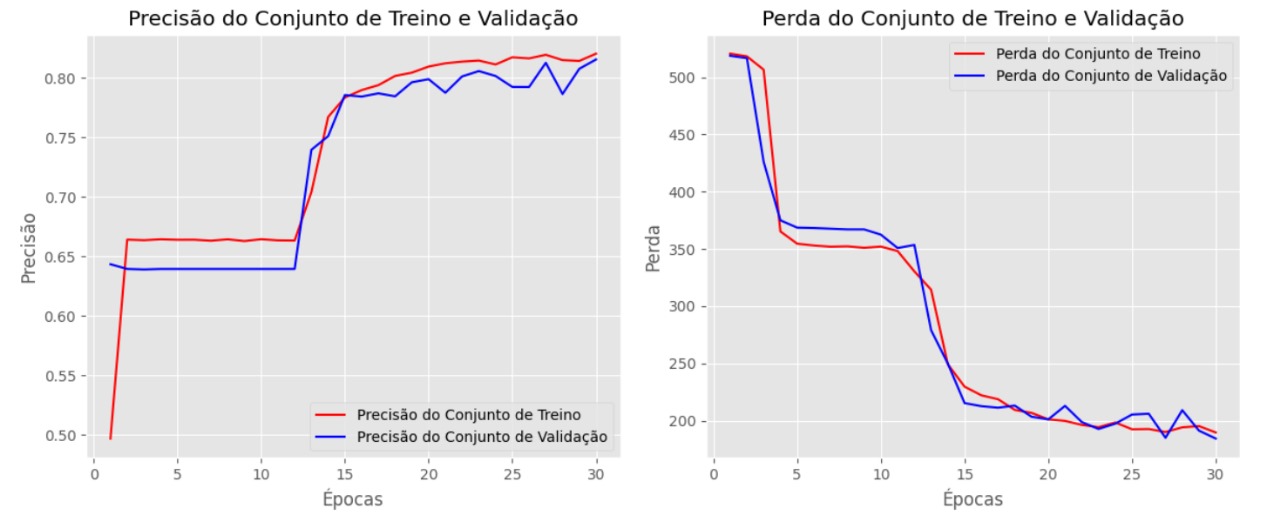 Precisão do Conjunto de Treino e Validação
0.80
0.75
0.70
0.65
0.60
0.55
0.50
Precisão
Precisão do Conjunto de Treino
Precisão do Conjunto de Validação
0 5 10 15 20 25 30
Épocas
Perda do Conjunto de Treino e Validação
Perda do Conjunto de Treino
Perda do Conjunto de Validação
500
450
400
350
300
250
200
Perda
0 5 10 15 20 25 30
Épocas